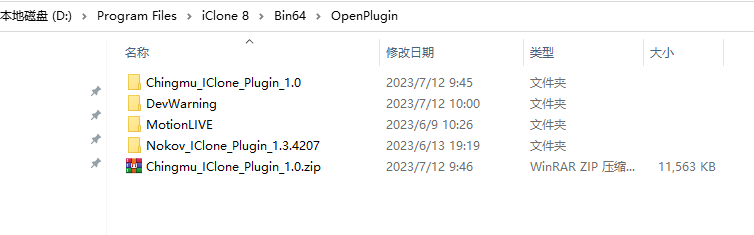 本地磁盘 (D:) > Program Files > iClone 8 > Bin64 > OpenPlugin
名称 修改日期 类型 大小
Chingmu_IClone_Plugin_1.0 2023/7/12 9:45 文件夹
DevWarning 2023/7/12 10:00 文件夹
MotionLIVE 2023/6/9 10:26 文件夹
Nokov_IClone_Plugin_1.3.4207 2023/6/13 19:19 文件夹
Chingmu_IClone_Plugin_1.0.zip 2023/7/12 9:46 WinRAR ZIP 压缩... 11,563 KB